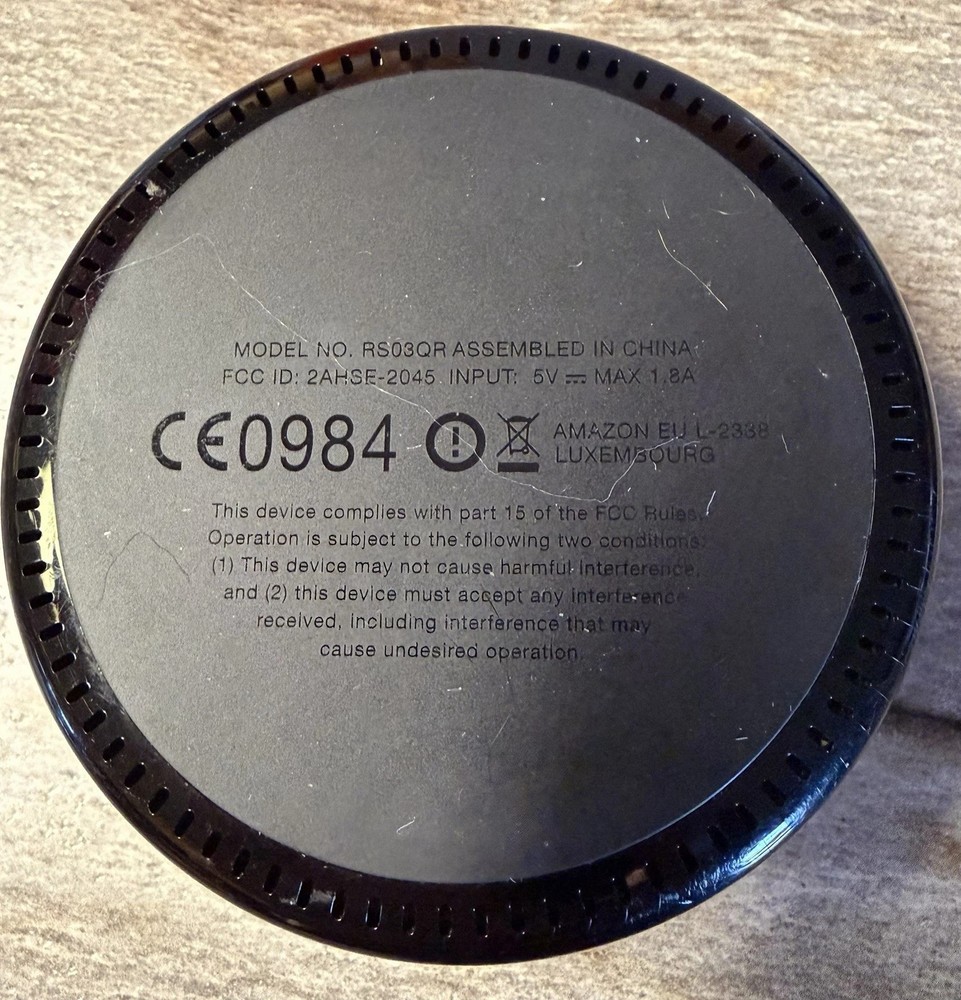 MODEL NO. RS03QR ASSEMBLED IN CHINA
FCC ID: 2AHSE-2045 INPUT: 5V ⎓ MAX 1.8A
CE0984 AMAZON EU L-2338
LUXEMBOURG
This device complies with part 15 of the FCC Rules.
Operation is subject to the following two conditions:
(1) This device may not cause harmful interference,
and (2) this device must accept any interference
received, including interference that may
cause undesired operation.